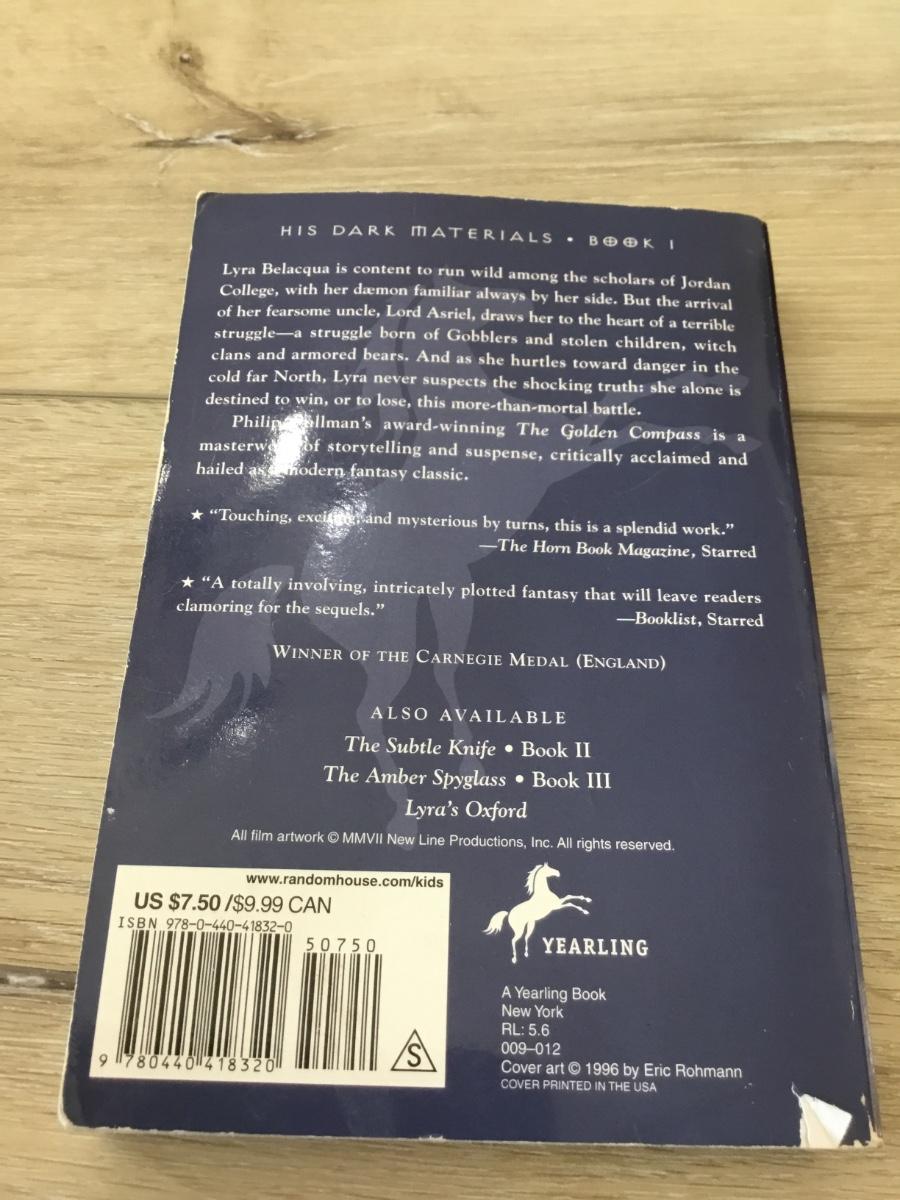 HIS DARK MATERIALS • BOOK I
Lyra Belacqua is content to run wild among the scholars of Jordan
College, with her dæmon familiar always by her side. But the arrival
of her fearsome uncle, Lord Asriel, draws her to the heart of a terrible
struggle—a struggle born of Gobblers and stolen children, witch
clans and armored bears. And as she hurtles toward danger in the
cold far North, Lyra never suspects the shocking truth: she alone is
destined to win, or to lose, this more-than-mortal battle.
Philip Pullman's award-winning The Golden Compass is a
masterwork of storytelling and suspense, critically acclaimed and
hailed as a modern fantasy classic.
★ “Touching, exciting, and mysterious by turns, this is a splendid work.”
—The Horn Book Magazine, Starred
★ “A totally involving, intricately plotted fantasy that will leave readers
clamoring for the sequels.”
—Booklist, Starred
WINNER OF THE CARNEGIE MEDAL (ENGLAND)
ALSO AVAILABLE
The Subtle Knife • Book II
The Amber Spyglass • Book III
Lyra's Oxford
All film artwork © MMVII New Line Productions, Inc. All rights reserved.
www.randomhouse.com/kids
US $7.50 /$9.99 CAN
ISBN 978-0-440-41832-0
50750
9 780440 418320
S
YEARLING
A Yearling Book
New York
RL: 5.6
009–012
Cover art © 1996 by Eric Rohmann
COVER PRINTED IN THE USA